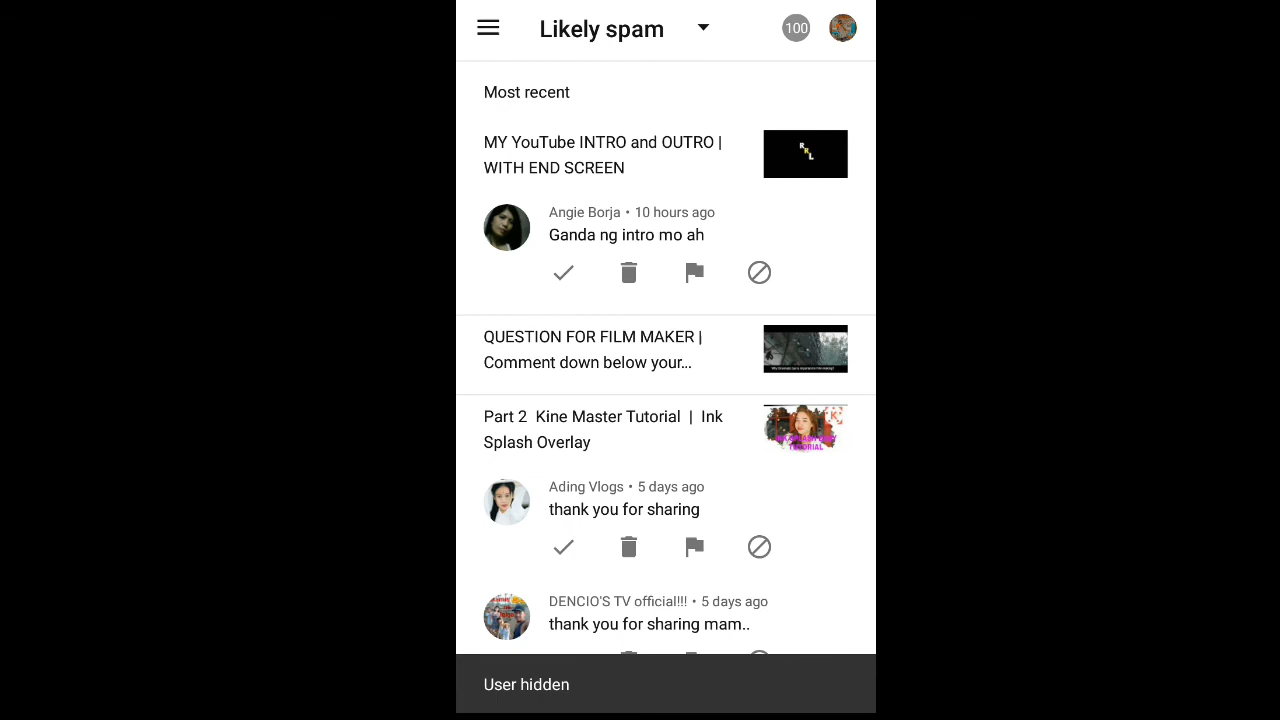 Likely spam
100
Most recent
MY YouTube INTRO and OUTRO |
WITH END SCREEN
RKL
Angie Borja • 10 hours ago
Ganda ng intro mo ah
QUESTION FOR FILM MAKER |
Comment down below your...
Part 2  Kine Master Tutorial  |  Ink
Splash Overlay
K
TUTORIAL
Ading Vlogs • 5 days ago
thank you for sharing
DENCIO'S TV official!!! • 5 days ago
thank you for sharing mam..
User hidden